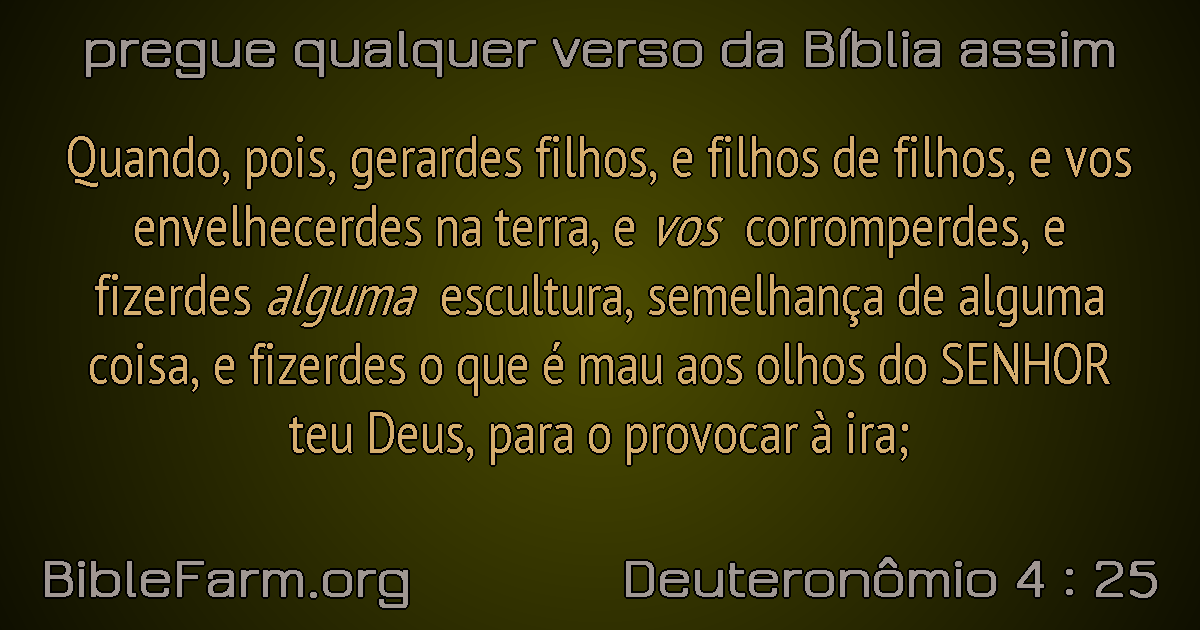 pregue qualquer verso da Bíblia assim
Quando, pois, gerardes filhos, e filhos de filhos, e vos
envelhecerdes na terra, e vos corromperdes, e
fizerdes alguma escultura, semelhança de alguma
coisa, e fizerdes o que é mau aos olhos do SENHOR
teu Deus, para o provocar à ira;
BibleFarm.org
Deuteronômio 4 : 25